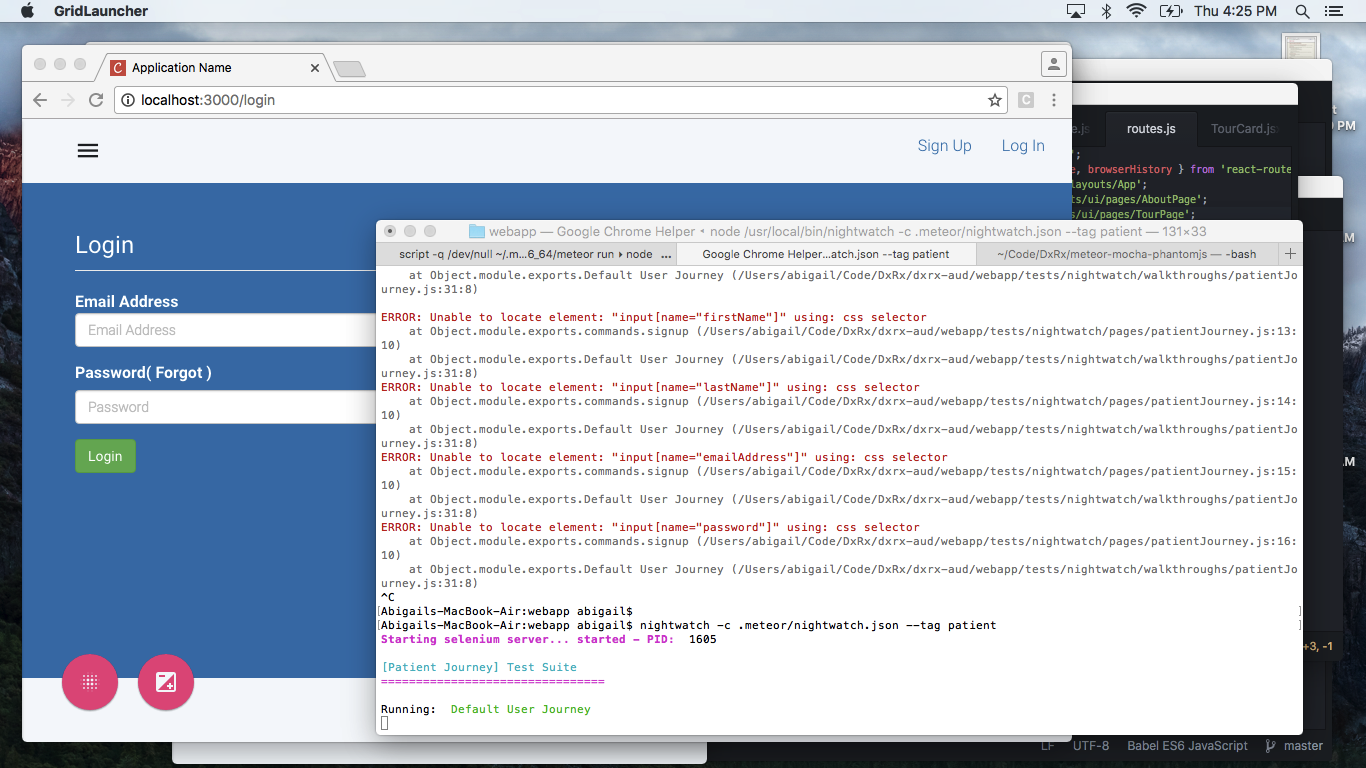 GridLauncher
Thu 4:25 PM
Application Name
localhost:3000/login
Sign Up Log In
Login
Email Address
Email Address
Password( Forgot )
Password
Login
routes.js TourCard.js
, browserHistory } from 'react-route
layouts/App';
ts/ui/pages/AboutPage';
s/ui/pages/TourPage';
PM
webapp — Google Chrome Helper • node /usr/local/bin/nightwatch -c .meteor/nightwatch.json --tag patient — 131×33
script -q /dev/null ~/.m...6_64/meteor run ▸ node ... Google Chrome Helper...atch.json --tag patient ~/Code/DxRx/meteor-mocha-phantomjs — -bash
at Object.module.exports.Default User Journey (/Users/abigail/Code/DxRx/dxrx-aud/webapp/tests/nightwatch/walkthroughs/patientJo
urney.js:31:8)
ERROR: Unable to locate element: "input[name="firstName"]" using: css selector
at Object.module.exports.commands.signup (/Users/abigail/Code/DxRx/dxrx-aud/webapp/tests/nightwatch/pages/patientJourney.js:13:
10)
at Object.module.exports.Default User Journey (/Users/abigail/Code/DxRx/dxrx-aud/webapp/tests/nightwatch/walkthroughs/patientJo
urney.js:31:8)
ERROR: Unable to locate element: "input[name="lastName"]" using: css selector
at Object.module.exports.commands.signup (/Users/abigail/Code/DxRx/dxrx-aud/webapp/tests/nightwatch/pages/patientJourney.js:14:
10)
at Object.module.exports.Default User Journey (/Users/abigail/Code/DxRx/dxrx-aud/webapp/tests/nightwatch/walkthroughs/patientJo
urney.js:31:8)
ERROR: Unable to locate element: "input[name="emailAddress"]" using: css selector
at Object.module.exports.commands.signup (/Users/abigail/Code/DxRx/dxrx-aud/webapp/tests/nightwatch/pages/patientJourney.js:15:
10)
at Object.module.exports.Default User Journey (/Users/abigail/Code/DxRx/dxrx-aud/webapp/tests/nightwatch/walkthroughs/patientJo
urney.js:31:8)
ERROR: Unable to locate element: "input[name="password"]" using: css selector
at Object.module.exports.commands.signup (/Users/abigail/Code/DxRx/dxrx-aud/webapp/tests/nightwatch/pages/patientJourney.js:16:
10)
at Object.module.exports.Default User Journey (/Users/abigail/Code/DxRx/dxrx-aud/webapp/tests/nightwatch/walkthroughs/patientJo
urney.js:31:8)
^C
[Abigails-MacBook-Air:webapp abigail$ ]
[Abigails-MacBook-Air:webapp abigail$ nightwatch -c .meteor/nightwatch.json --tag patient ]
Starting selenium server... started - PID: 1605
[Patient Journey] Test Suite
================================
Running: Default User Journey
+3, -1
LF UTF-8 Babel ES6 JavaScript master